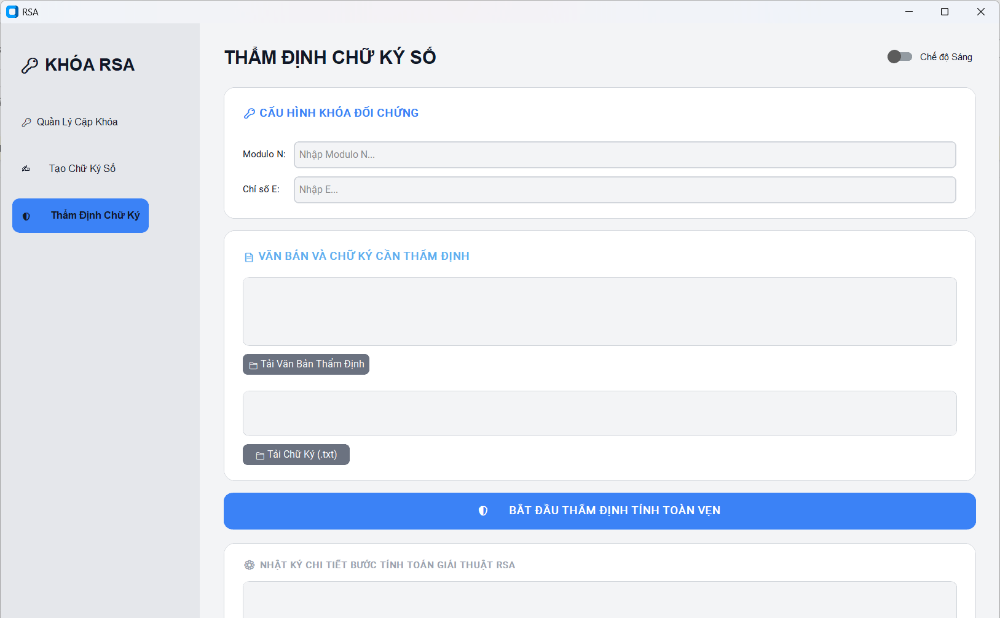 RSA
KHÓA RSA
Quản Lý Cặp Khóa
Tạo Chữ Ký Số
Thẩm Định Chữ Ký
THẨM ĐỊNH CHỮ KÝ SỐ
Chế độ Sáng
CẤU HÌNH KHÓA ĐỐI CHỨNG
Modulo N:
Nhập Modulo N...
Chỉ số E:
Nhập E...
VĂN BẢN VÀ CHỮ KÝ CẦN THẨM ĐỊNH
Tải Văn Bản Thẩm Định
Tải Chữ Ký (.txt)
BẮT ĐẦU THẨM ĐỊNH TÍNH TOÀN VẸN
NHẬT KÝ CHI TIẾT BƯỚC TÍNH TOÁN GIẢI THUẬT RSA